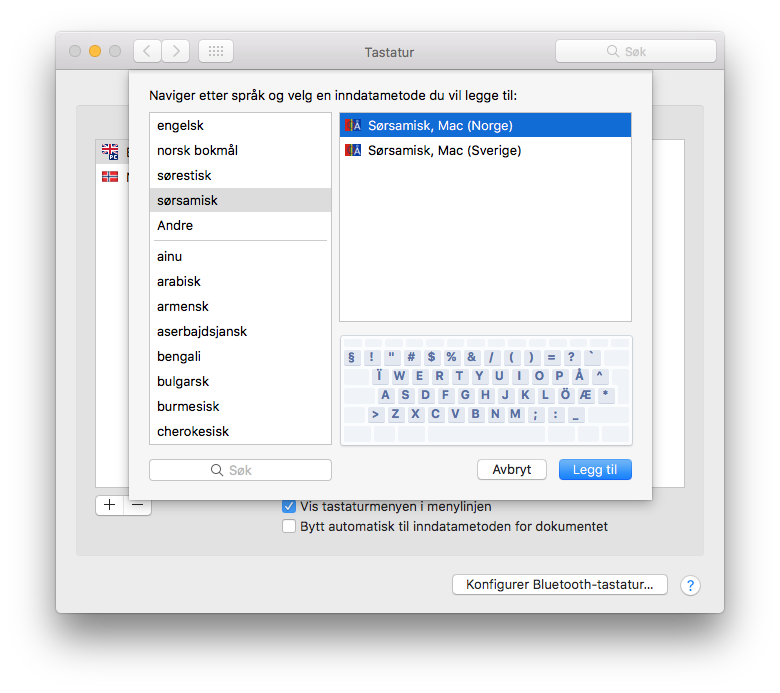 Tastatur
Søk
Naviger etter språk og velg en inndatametode du vil legge til:
engelsk
norsk bokmål
sørestisk
sørsamisk
Andre
ainu
arabisk
armensk
aserbajdsjansk
bengali
bulgarsk
burmesisk
cherokesisk
Søk
Sørsamisk, Mac (Norge)
Sørsamisk, Mac (Sverige)
§ ! " # $ % & / ( ) = ? `
Ï W E R T Y U I O P Å ^
A S D F G H J K L Ö Æ *
> Z X C V B N M ; : _
Avbryt
Legg til
+ −
Vis tastaturmenyen i menylinjen
Bytt automatisk til inndatametoden for dokumentet
Konfigurer Bluetooth-tastatur...
?